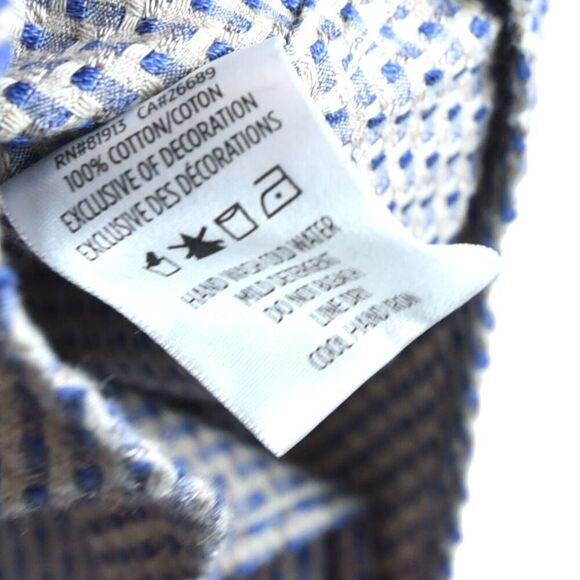 RN#81913 CA#26689
100% COTTON/COTON
EXCLUSIVE OF DECORATION
EXCLUSIVE DES DÉCORATIONS
HAND WASH COLD WATER
MILD DETERGENT
DO NOT BLEACH
LINE DRY
COOL HAND IRON